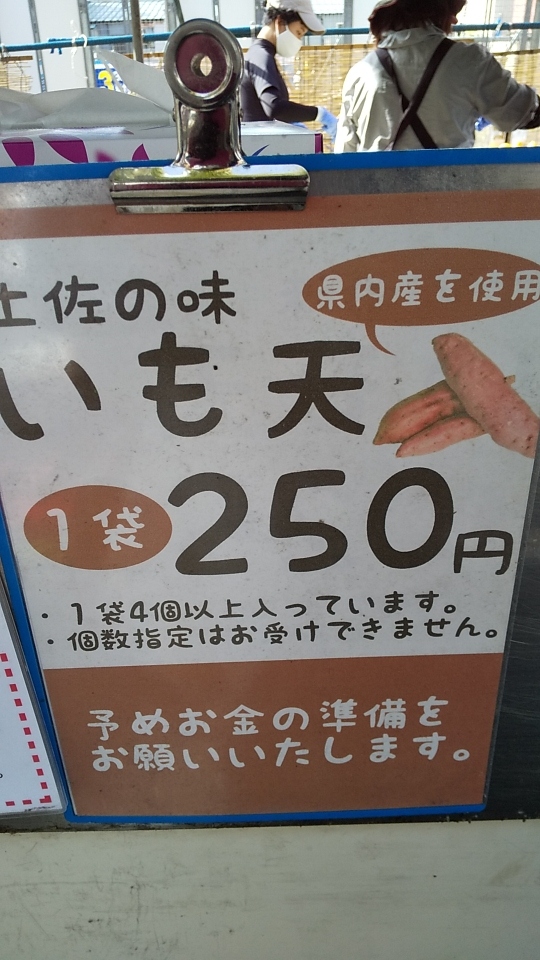 土佐の味
県内産を使用
いも天
1袋 250円
・1袋4個以上入っています。
・個数指定はお受けできません。
予めお金の準備を
お願いいたします。